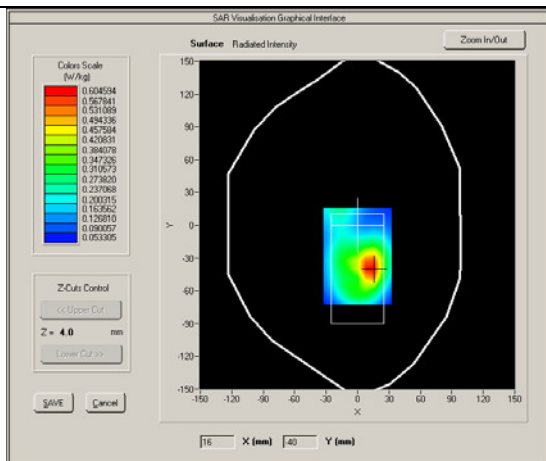 SAR Visualisation Graphical Interface
Surface Radiated Intensity
Zoom In/Out
Colors Scale
(W/kg)
0.604594
0.567841
0.531089
0.494336
0.457584
0.420831
0.384078
0.347326
0.310573
0.273820
0.237068
0.200315
0.163562
0.126810
0.090057
0.053305
Z-Cuts Control
<< Upper Cut
Z = 4.0 mm
Lower Cut >>
SAVE Cancel
150
120
90
60
30
0
-30
-60
-90
-120
-150
Y
-150 -120 -90 -60 -30 0 30 60 90 120 150
X
16 X (mm) -40 Y (mm)